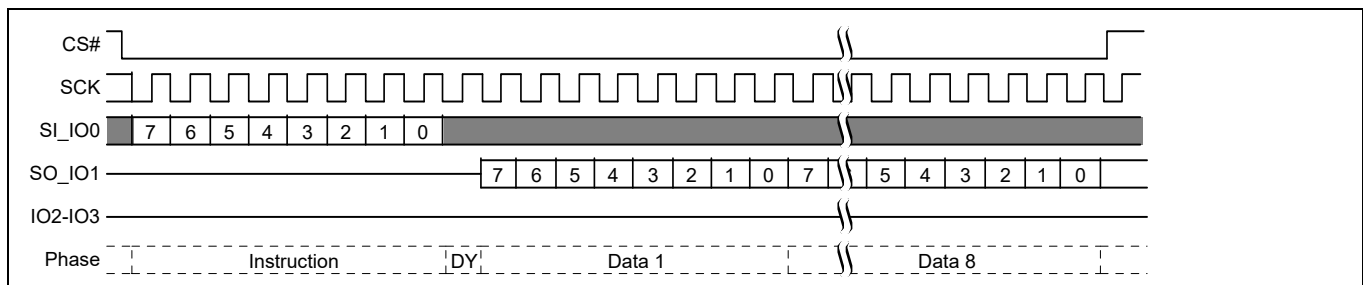 CS#
SCK
SI_IO0 7 6 5 4 3 2 1 0
SO_IO1 7 6 5 4 3 2 1 0 7 5 4 3 2 1 0
IO2-IO3
Phase Instruction DY Data 1 Data 8